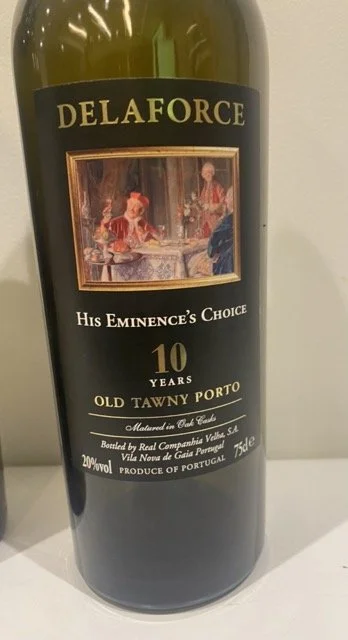 DELAFORCE
HIS EMINENCE'S CHOICE
10
YEARS
OLD TAWNY PORTO
Matured in Oak Casks
Bottled by Real Companhia Velha, S.A.
Vila Nova de Gaia Portugal
20%vol PRODUCE OF PORTUGAL 75cl e